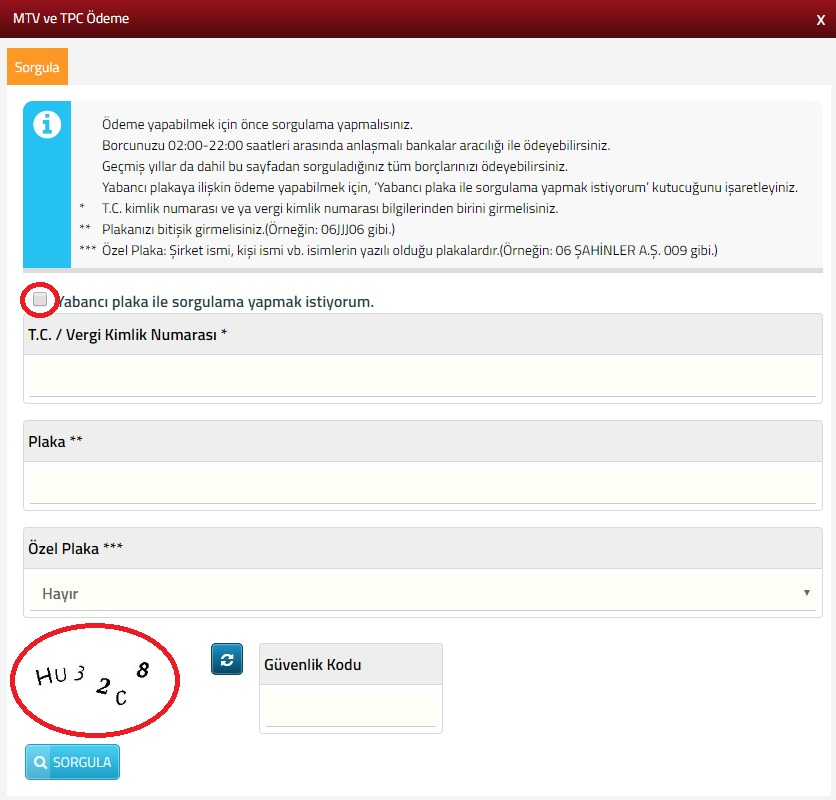 MTV ve TPC Ödeme X
Sorgula
Ödeme yapabilmek için önce sorgulama yapmalısınız.
Borcunuzu 02:00-22:00 saatleri arasında anlaşmalı bankalar aracılığı ile ödeyebilirsiniz.
Geçmiş yıllar da dahil bu sayfadan sorguladığınız tüm borçlarınızı ödeyebilirsiniz.
Yabancı plakaya ilişkin ödeme yapabilmek için, 'Yabancı plaka ile sorgulama yapmak istiyorum' kutucuğunu işaretleyiniz.
* T.C. kimlik numarası ve ya vergi kimlik numarası bilgilerinden birini girmelisiniz.
** Plakanızı bitişik girmelisiniz.(Örneğin: 06JJJ06 gibi.)
*** Özel Plaka: Şirket ismi, kişi ismi vb. isimlerin yazılı olduğu plakalardır.(Örneğin: 06 ŞAHİNLER A.Ş. 009 gibi.)
Yabancı plaka ile sorgulama yapmak istiyorum.
T.C. / Vergi Kimlik Numarası *
Plaka **
Özel Plaka ***
Hayır
HU32C8
Güvenlik Kodu
SORGULA